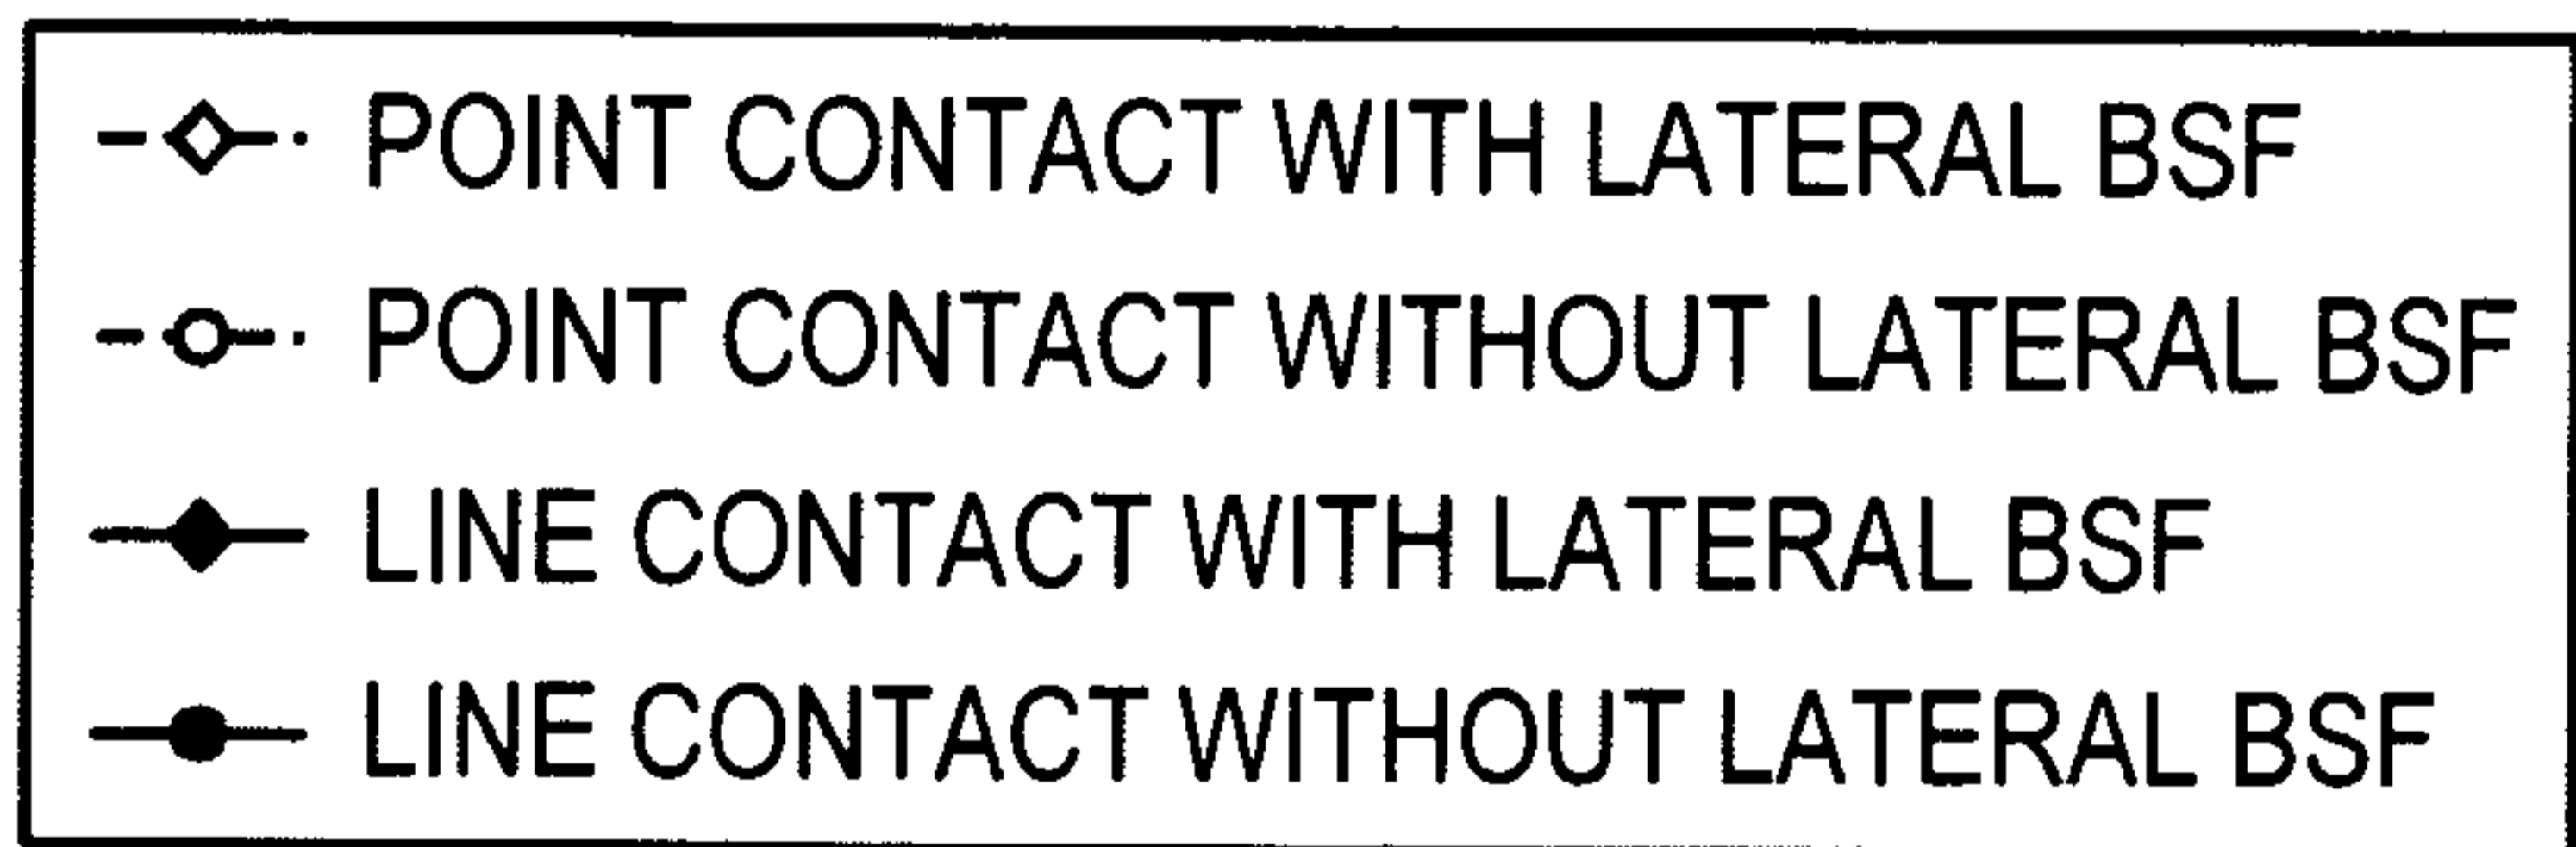 POINT CONTACT WITH LATERAL BSF
POINT CONTACT WITHOUT LATERAL BSF
LINE CONTACT WITH LATERAL BSF
LINE CONTACT WITHOUT LATERAL BSF